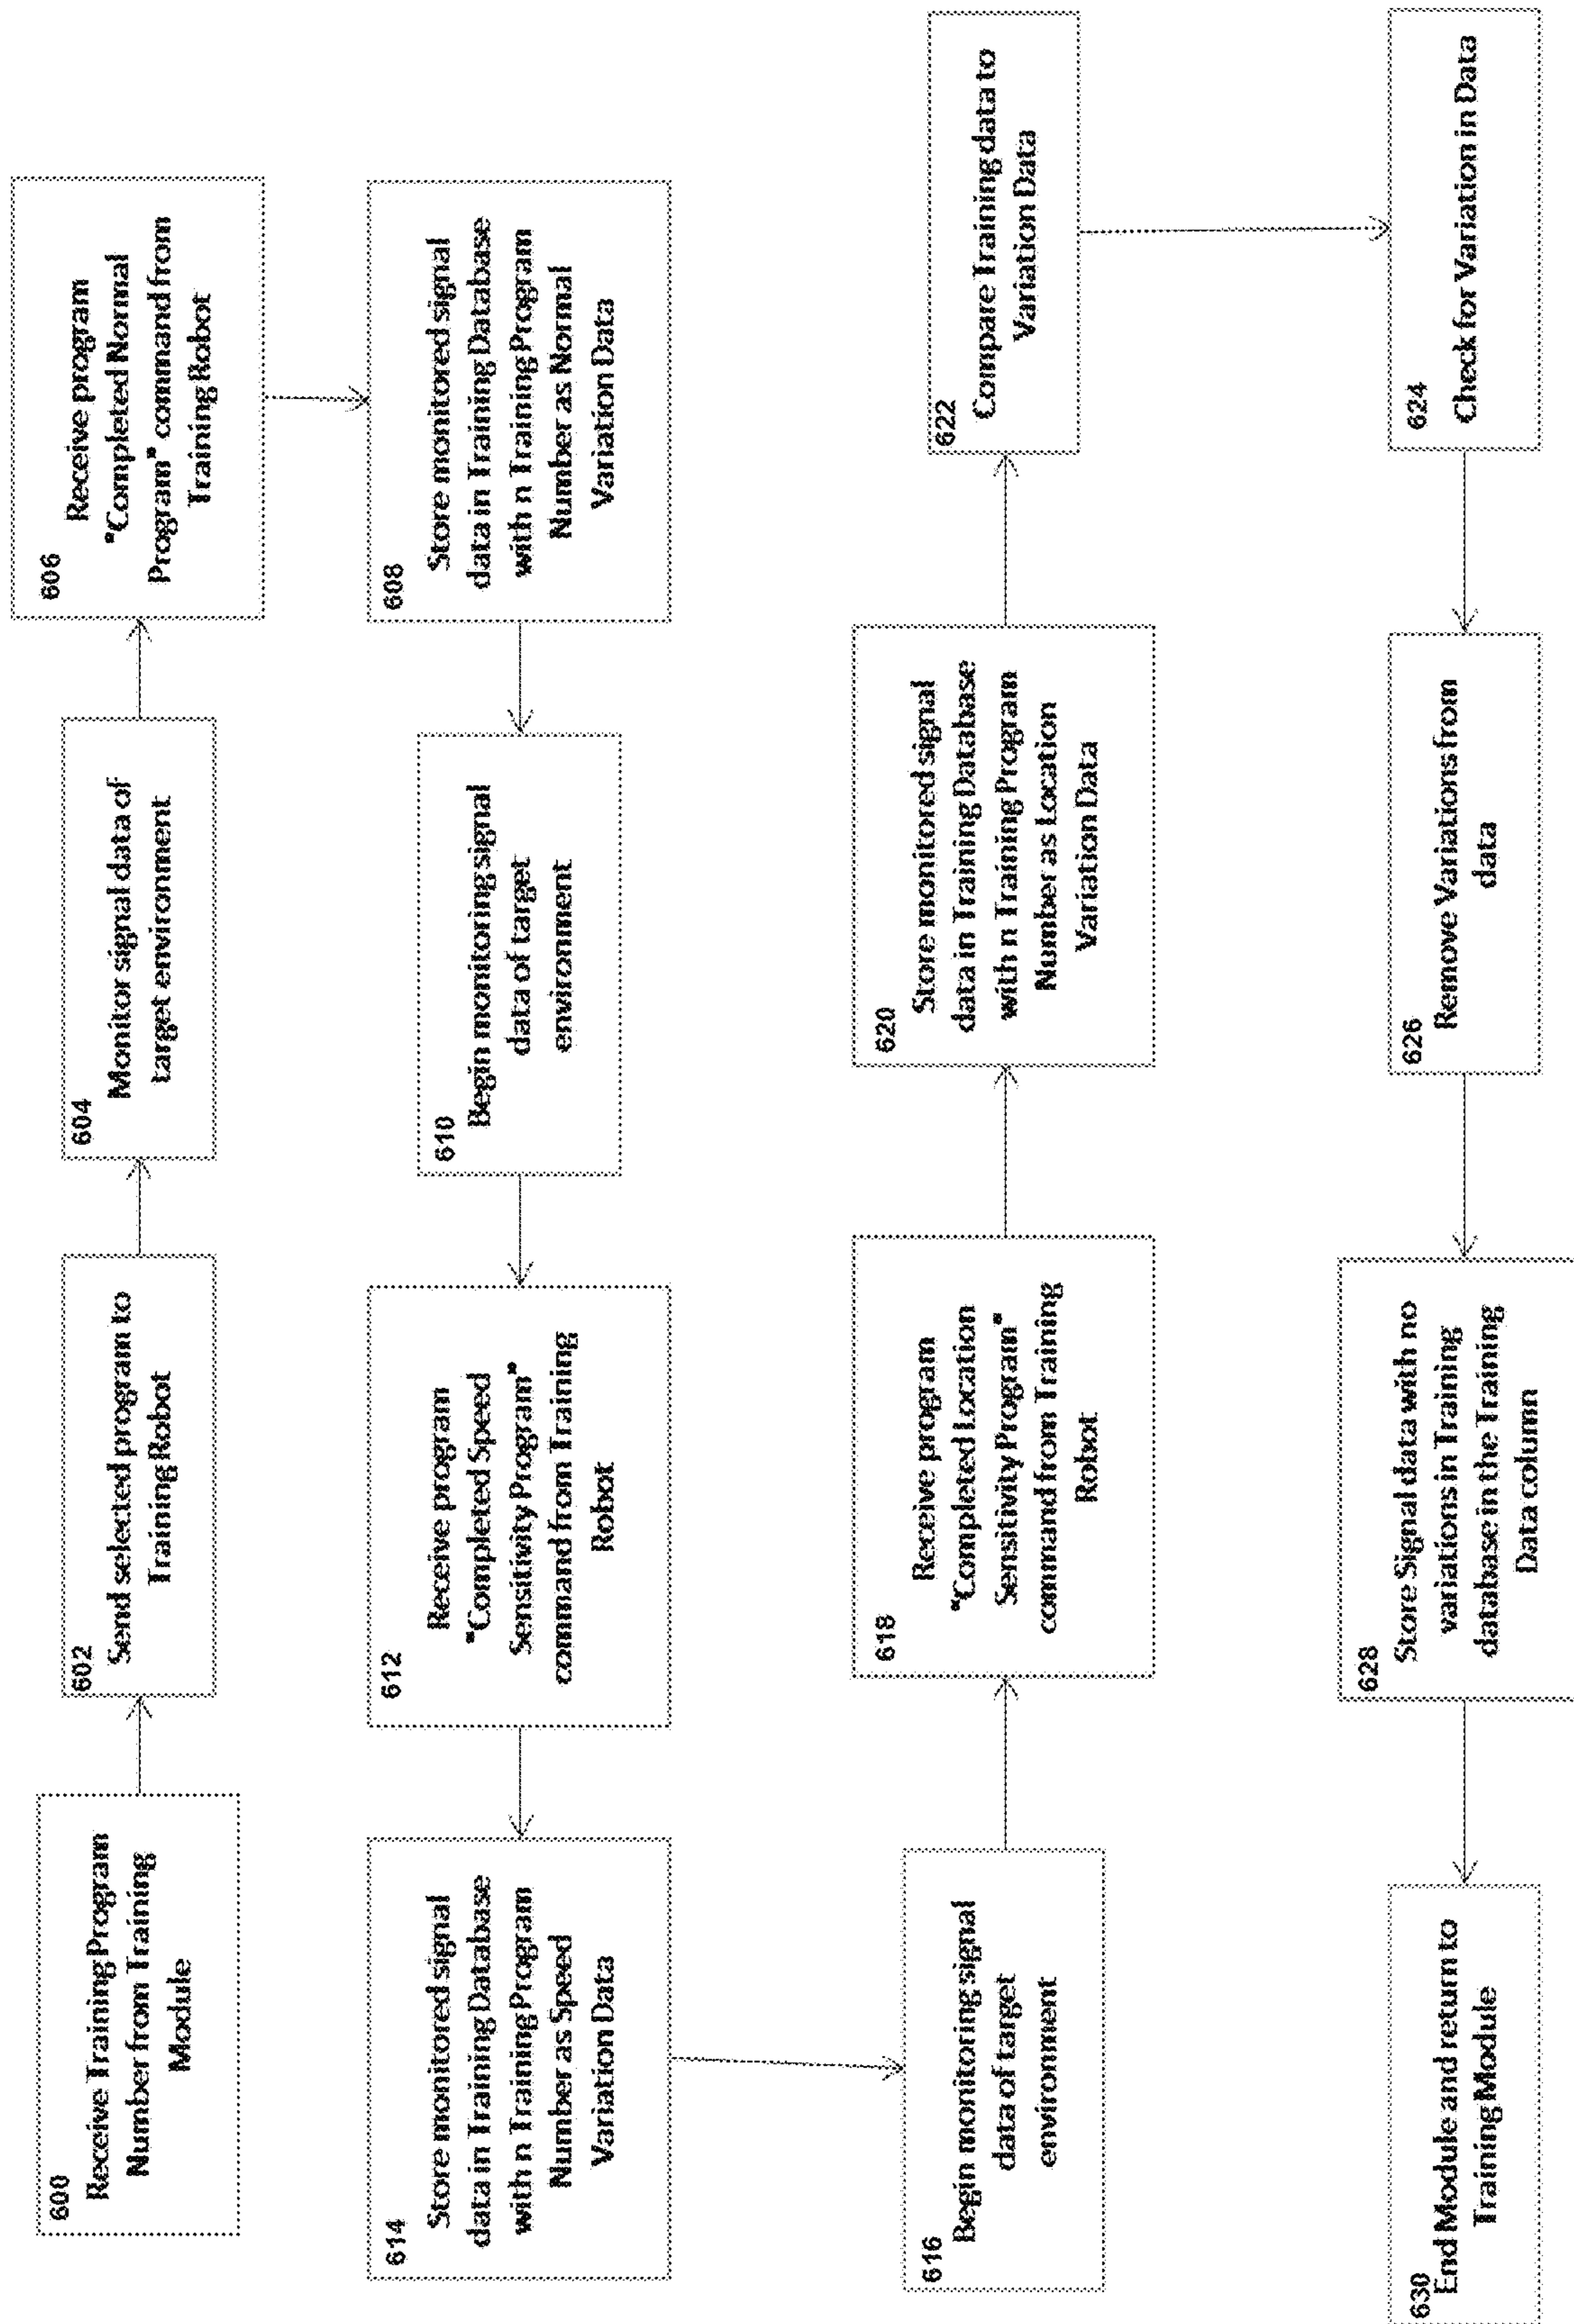 600
Receive Training Program
Number from Training
Module
602
Send selected program to
Training Robot
604
Monitor signal data of
target environment
606
Receive program
"Completed Normal
Program" command from
Training Robot
608
Store monitored signal
data in Training Database
with n Training Program
Number as Normal
Variation Data
610
Begin monitoring signal
data of target
environment
612
Receive program
"Completed Speed
Sensitivity Program"
command from Training
Robot
614
Store monitored signal
data in Training Database
with n Training Program
Number as Speed
Variation Data
616
Begin monitoring signal
data of target
environment
618
Receive program
"Completed Location
Sensitivity Program"
command from Training
Robot
620
Store monitored signal
data in Training Database
with n Training Program
Number as Location
Variation Data
622
Compare Training data to
Variation Data
624
Check for Variation in Data
626
Remove Variations from
data
628
Store Signal data with no
variations in Training
database in the Training
Data column
630
End Module and return to
Training Module